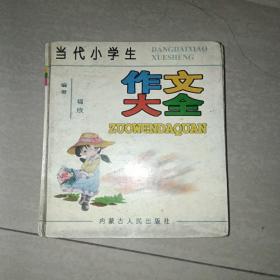 当代小学生
DANGDAIXIAO
XUESHENG
作文
大全
ZUOWENDAQUAN
编著
福欣
内蒙古人民出版社